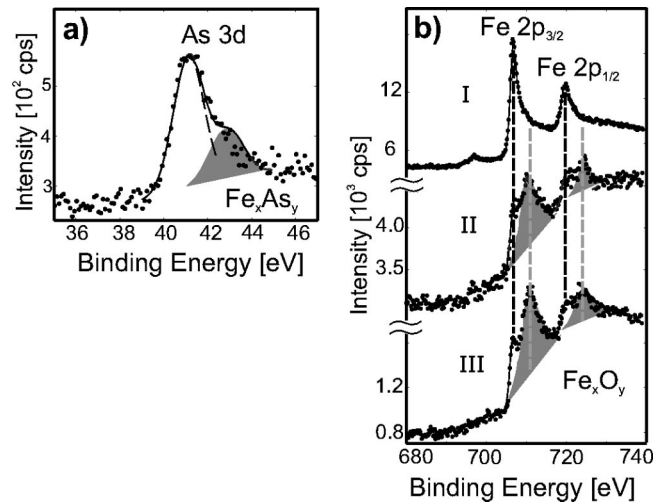 a)
As 3d
Intensity [10² cps]
5
4
3
FeₓAsᵧ
36 38 40 42 44 46
Binding Energy [eV]
b)
Fe 2p₃/₂
Fe 2p₁/₂
I
12
6
Intensity [10³ cps]
II
4.0
3.5
III
FeₓOᵧ
1.2
0.8
680 700 720 740
Binding Energy [eV]